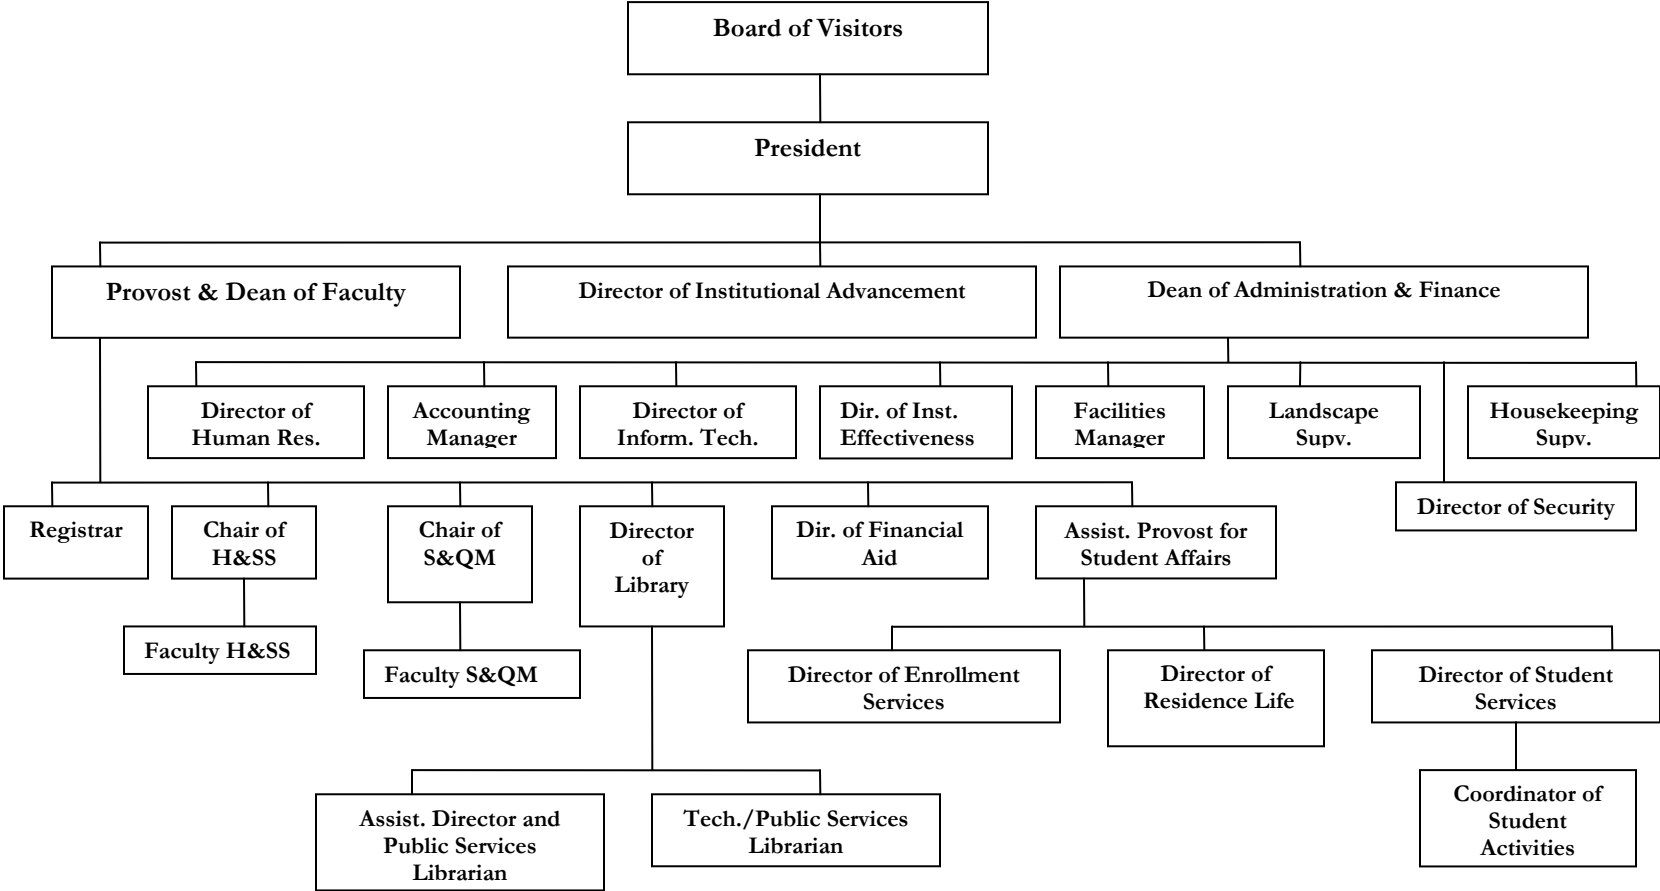 Board of Visitors
President
Provost & Dean of Faculty
Director of Institutional Advancement
Dean of Administration & Finance
Director of
Human Res.
Accounting
Manager
Director of
Inform. Tech.
Dir. of Inst.
Effectiveness
Facilities
Manager
Landscape
Supv.
Housekeeping
Supv.
Director of Security
Registrar
Chair of
H&SS
Chair of
S&QM
Director
of
Library
Dir. of Financial
Aid
Assist. Provost for
Student Affairs
Faculty H&SS
Faculty S&QM
Director of Enrollment
Services
Director of
Residence Life
Director of Student
Services
Assist. Director and
Public Services
Librarian
Tech./Public Services
Librarian
Coordinator of
Student
Activities